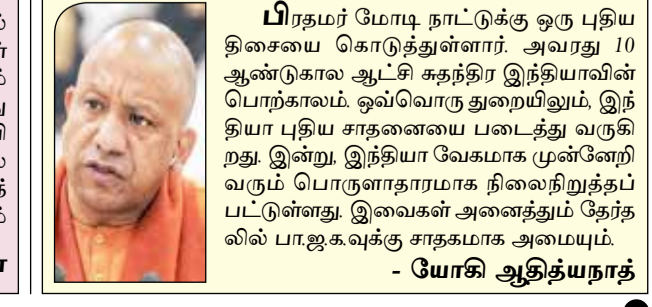 பிரதமர் மோடி நாட்டுக்கு ஒரு புதிய
திசையை கொடுத்துள்ளார். அவரது 10
ஆண்டுகால ஆட்சி சுதந்திர இந்தியாவின்
பொற்காலம். ஒவ்வொரு துறையிலும், இந்
தியா புதிய சாதனையை படைத்து வருகி
றது. இன்று, இந்தியா வேகமாக முன்னேறி
வரும் பொருளாதாரமாக நிலைநிறுத்தப்
பட்டுள்ளது. இவைகள் அனைத்தும் தேர்த
லில் பா.ஜ.க.வுக்கு சாதகமாக அமையும்.
- யோகி ஆதித்யநாத்